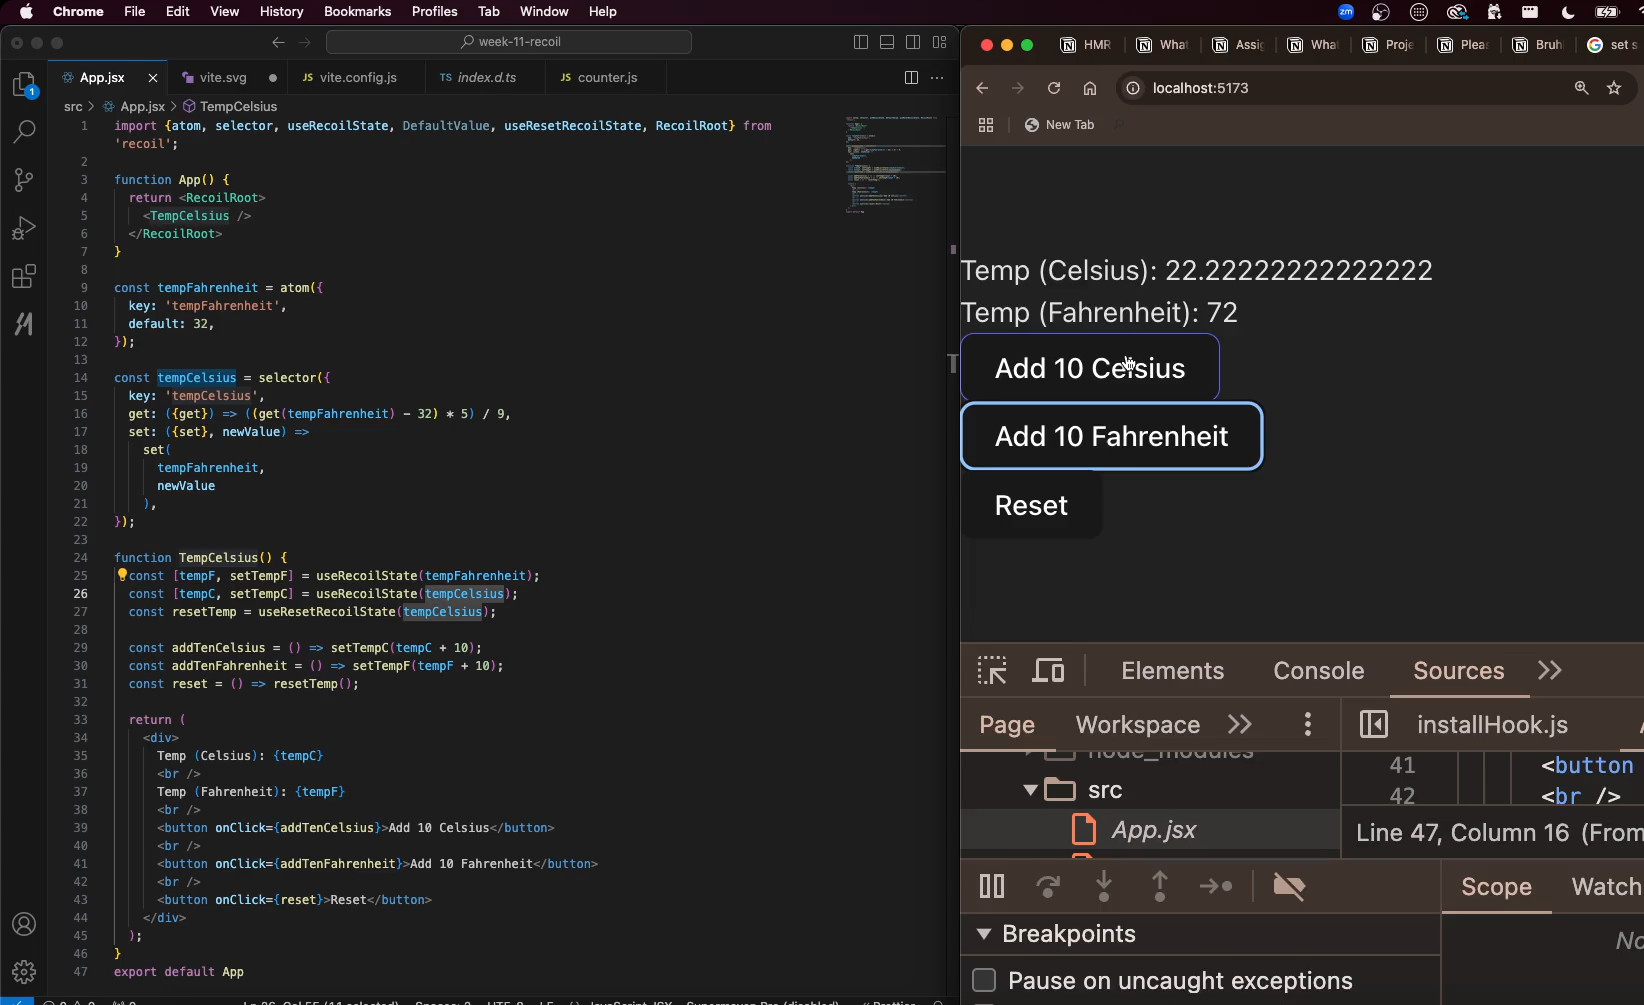 Chrome File Edit View History Bookmarks Profiles Tab Window Help
zm
week-11-recoil
App.jsx
vite.svg
JS vite.config.js
TS index.d.ts
JS counter.js
src > App.jsx > TempCelsius
1 import {atom, selector, useRecoilState, DefaultValue, useResetRecoilState, RecoilRoot} from
'recoil';
2
3 function App() {
4 return <RecoilRoot>
5 <TempCelsius />
6 </RecoilRoot>
7 }
8
9 const tempFahrenheit = atom({
10 key: 'tempFahrenheit',
11 default: 32,
12 });
13
14 const tempCelsius = selector({
15 key: 'tempCelsius',
16 get: ({get}) => ((get(tempFahrenheit) - 32) * 5) / 9,
17 set: ({set}, newValue) =>
18 set(
19 tempFahrenheit,
20 newValue
21 ),
22 });
23
24 function TempCelsius() {
25 const [tempF, setTempF] = useRecoilState(tempFahrenheit);
26 const [tempC, setTempC] = useRecoilState(tempCelsius);
27 const resetTemp = useResetRecoilState(tempCelsius);
28
29 const addTenCelsius = () => setTempC(tempC + 10);
30 const addTenFahrenheit = () => setTempF(tempF + 10);
31 const reset = () => resetTemp();
32
33 return (
34 <div>
35 Temp (Celsius): {tempC}
36 <br />
37 Temp (Fahrenheit): {tempF}
38 <br />
39 <button onClick={addTenCelsius}>Add 10 Celsius</button>
40 <br />
41 <button onClick={addTenFahrenheit}>Add 10 Fahrenheit</button>
42 <br />
43 <button onClick={reset}>Reset</button>
44 </div>
45 );
46 }
47 export default App
1
HMR
What
Assig
What
Proje
Pleas
Bruh
set s
localhost:5173
New Tab
Temp (Celsius): 22.22222222222222
Temp (Fahrenheit): 72
Add 10 Celsius
Add 10 Fahrenheit
Reset
Elements Console Sources
Page Workspace
installHook.js
node_modules
src
App.jsx
41 <button
42 <br />
Line 47, Column 16 (From
Scope Watch
Breakpoints
No
Pause on uncaught exceptions